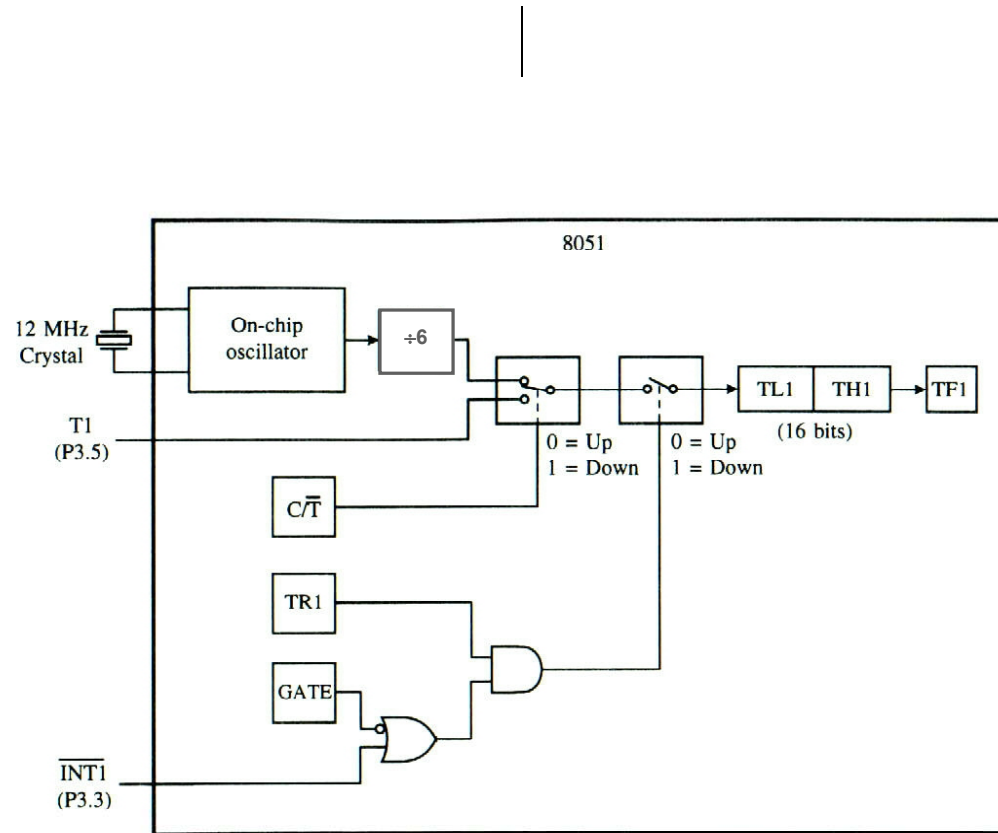 8051
12 MHz
Crystal
On-chip
oscillator
÷6
T1
(P3.5)
TL1
TH1
TF1
(16 bits)
0 = Up
1 = Down
0 = Up
1 = Down
C/T̅
TR1
GATE
I̅N̅T̅1̅
(P3.3)